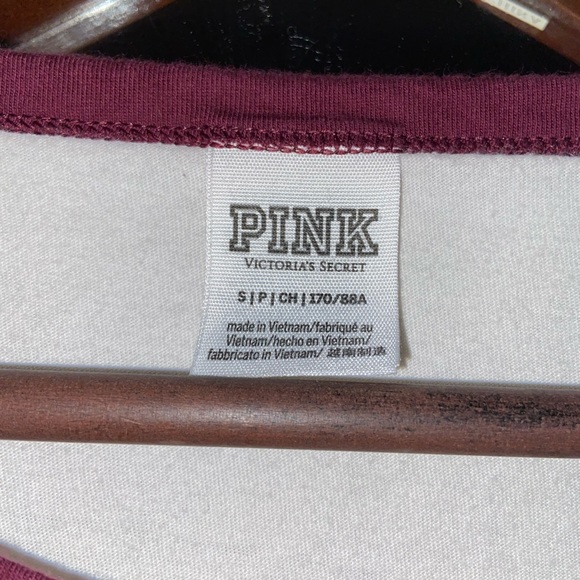 PINK
VICTORIA'S SECRET
S|P|CH|170/88A
made in Vietnam/fabriqué au
Vietnam/hecho en Vietnam/
fabbricato in Vietnam/ 越南制造